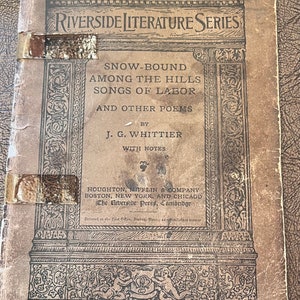 RIVERSIDE LITERATURE SERIES
SNOW-BOUND
AMONG THE HILLS
SONGS OF LABOR
AND OTHER POEMS
BY
J. G. WHITTIER
WITH NOTES
HOUGHTON, MIFFLIN & COMPANY
BOSTON, NEW YORK, AND CHICAGO
The Riverside Press, Cambridge